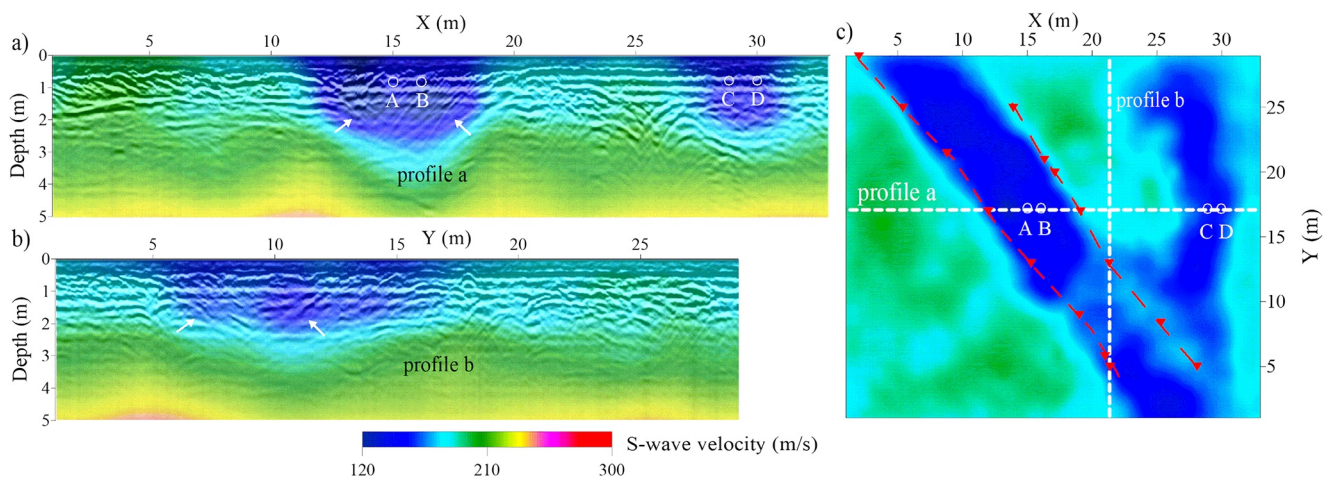 a)
X (m)
5 10 15 20 25 30
0
1
2
3
4
5
Depth (m)
A B C D
profile a
b)
Y (m)
5 10 15 20 25
0
1
2
3
4
5
Depth (m)
profile b
S-wave velocity (m/s)
120 210 300
c)
X (m)
5 10 15 20 25 30
profile b
profile a
A B C D
25
20
15
10
5
Y (m)